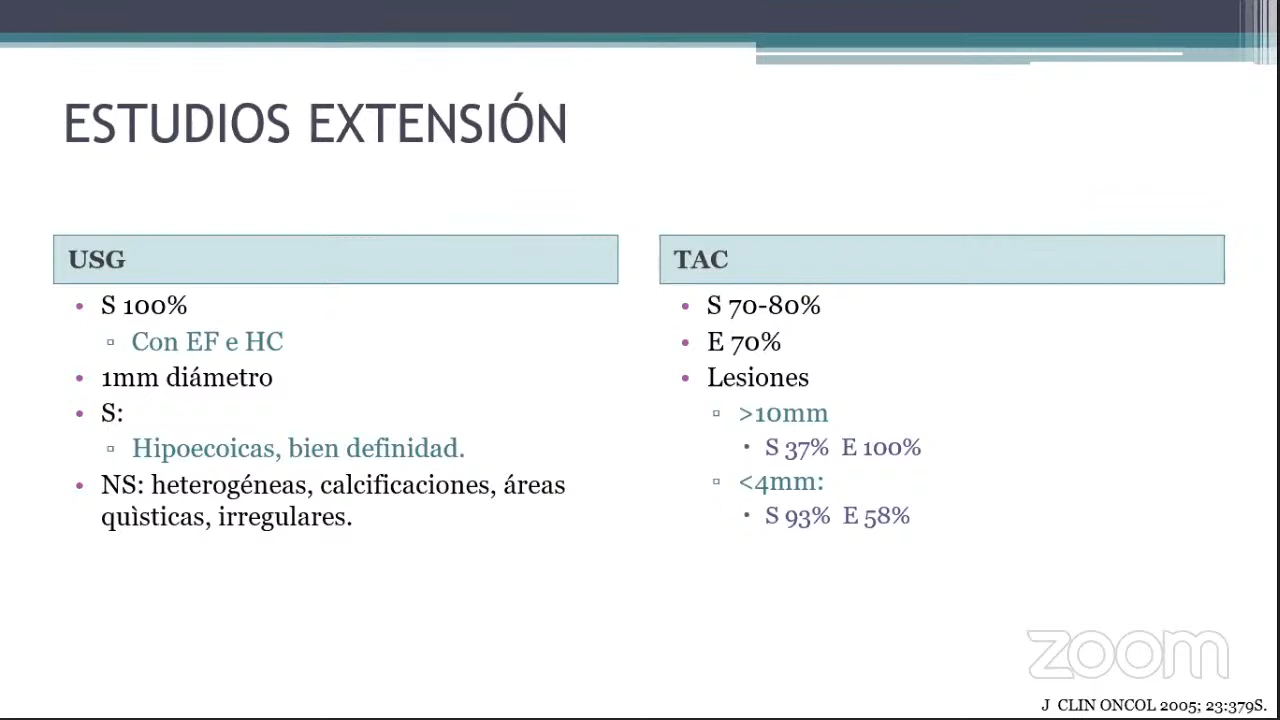 ESTUDIOS EXTENSIÓN
USG
S 100%
Con EF e HC
1mm diámetro
S:
Hipoecoicas, bien definidad.
NS: heterogéneas, calcificaciones, áreas
quìsticas, irregulares.
TAC
S 70-80%
E 70%
Lesiones
>10mm
S 37% E 100%
<4mm:
S 93% E 58%
zoom
J CLIN ONCOL 2005; 23:379S.